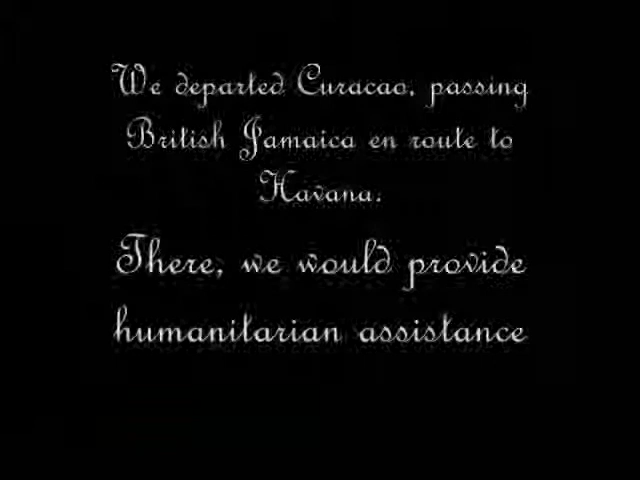 We departed Curacao, passing
British Jamaica en route to
Havana.
There, we would provide
humanitarian assistance